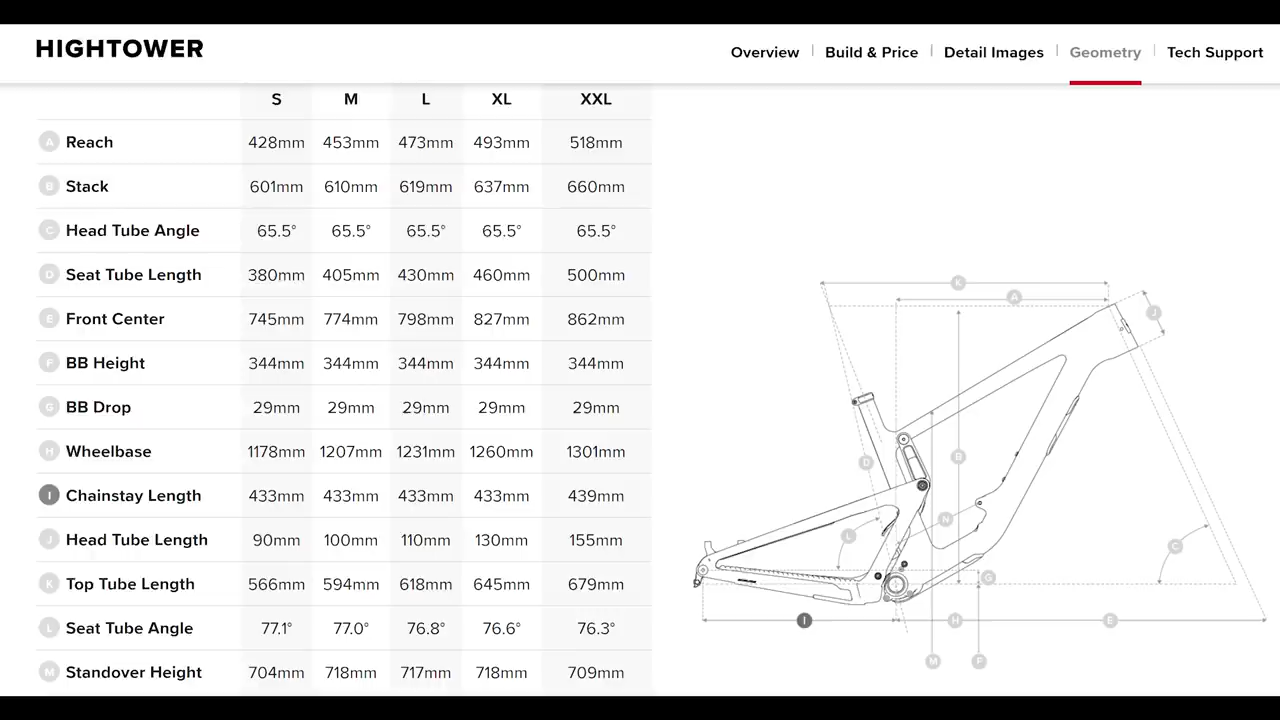 HIGHTOWER
Overview | Build & Price | Detail Images | Geometry | Tech Support
S M L XL XXL
A Reach 428mm 453mm 473mm 493mm 518mm
B Stack 601mm 610mm 619mm 637mm 660mm
C Head Tube Angle 65.5° 65.5° 65.5° 65.5° 65.5°
D Seat Tube Length 380mm 405mm 430mm 460mm 500mm
E Front Center 745mm 774mm 798mm 827mm 862mm
F BB Height 344mm 344mm 344mm 344mm 344mm
G BB Drop 29mm 29mm 29mm 29mm 29mm
H Wheelbase 1178mm 1207mm 1231mm 1260mm 1301mm
I Chainstay Length 433mm 433mm 433mm 433mm 439mm
J Head Tube Length 90mm 100mm 110mm 130mm 155mm
K Top Tube Length 566mm 594mm 618mm 645mm 679mm
L Seat Tube Angle 77.1° 77.0° 76.8° 76.6° 76.3°
M Standover Height 704mm 718mm 717mm 718mm 709mm
K
A
J
B
D
N
L
C
G
I H E
M F